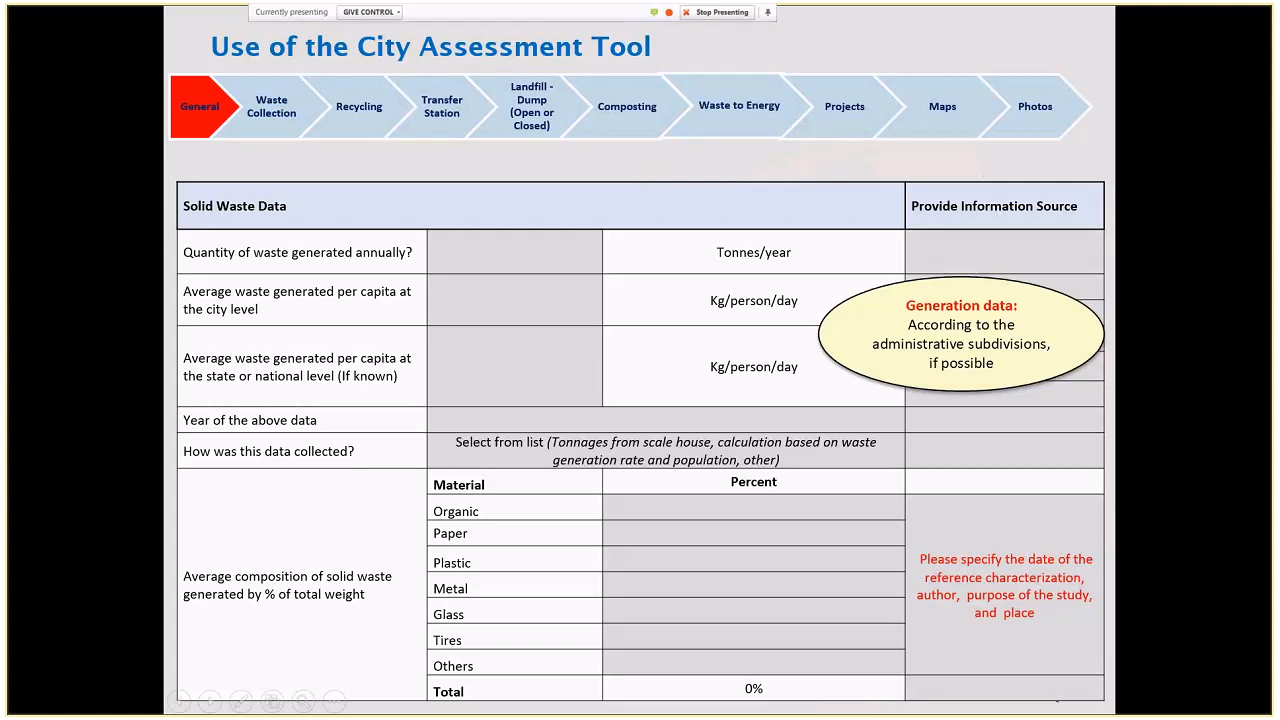 Currently presenting
GIVE CONTROL
Stop Presenting
Use of the City Assessment Tool
General
Waste
Collection
Recycling
Transfer
Station
Landfill -
Dump
(Open or
Closed)
Composting
Waste to Energy
Projects
Maps
Photos
Solid Waste Data
Provide Information Source
Quantity of waste generated annually?
Tonnes/year
Average waste generated per capita at
the city level
Kg/person/day
Generation data:
According to the
administrative subdivisions,
if possible
Average waste generated per capita at
the state or national level (If known)
Kg/person/day
Year of the above data
How was this data collected?
Select from list (Tonnages from scale house, calculation based on waste
generation rate and population, other)
Average composition of solid waste
generated by % of total weight
Material
Percent
Organic
Paper
Plastic
Metal
Glass
Tires
Others
Total
0%
Please specify the date of the
reference characterization,
author, purpose of the study,
and place